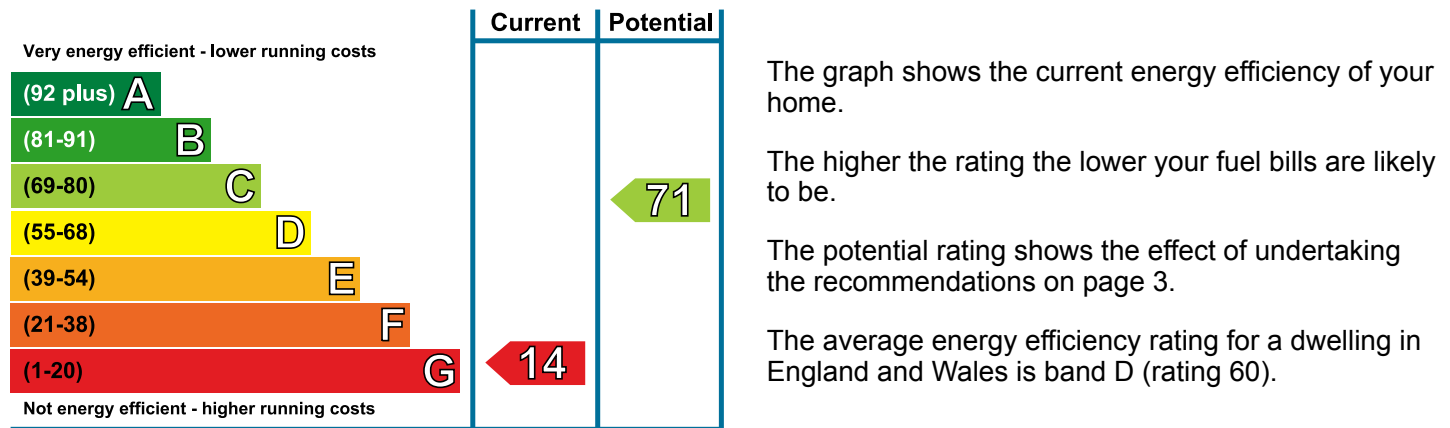 Current Potential
Very energy efficient - lower running costs
(92 plus) A
(81-91) B
(69-80) C
71
(55-68) D
(39-54) E
(21-38) F
(1-20) G
14
Not energy efficient - higher running costs
The graph shows the current energy efficiency of your
home.
The higher the rating the lower your fuel bills are likely
to be.
The potential rating shows the effect of undertaking
the recommendations on page 3.
The average energy efficiency rating for a dwelling in
England and Wales is band D (rating 60).